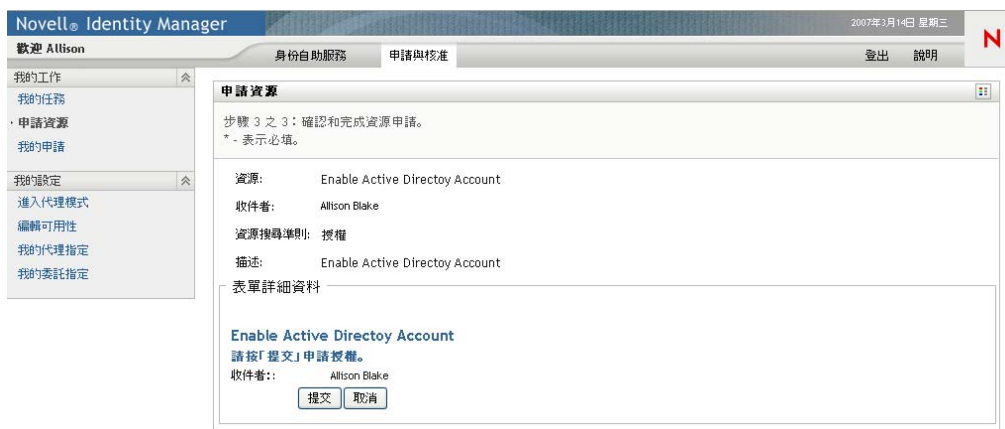 Novell® Identity Manager
2007年3月14日 星期三
N
歡迎 Allison
身份自助服務
申請與核准
登出
說明
我的工作
我的任務
申請資源
我的申請
我的設定
進入代理模式
編輯可用性
我的代理指定
我的委託指定
申請資源
步驟 3 之 3：確認和完成資源申請。
* - 表示必填。
資源: Enable Active Directoy Account
收件者: Allison Blake
資源搜尋準則: 授權
描述: Enable Active Directoy Account
表單詳細資料
Enable Active Directoy Account
請按「提交」申請授權。
收件者:: Allison Blake
提交 取消